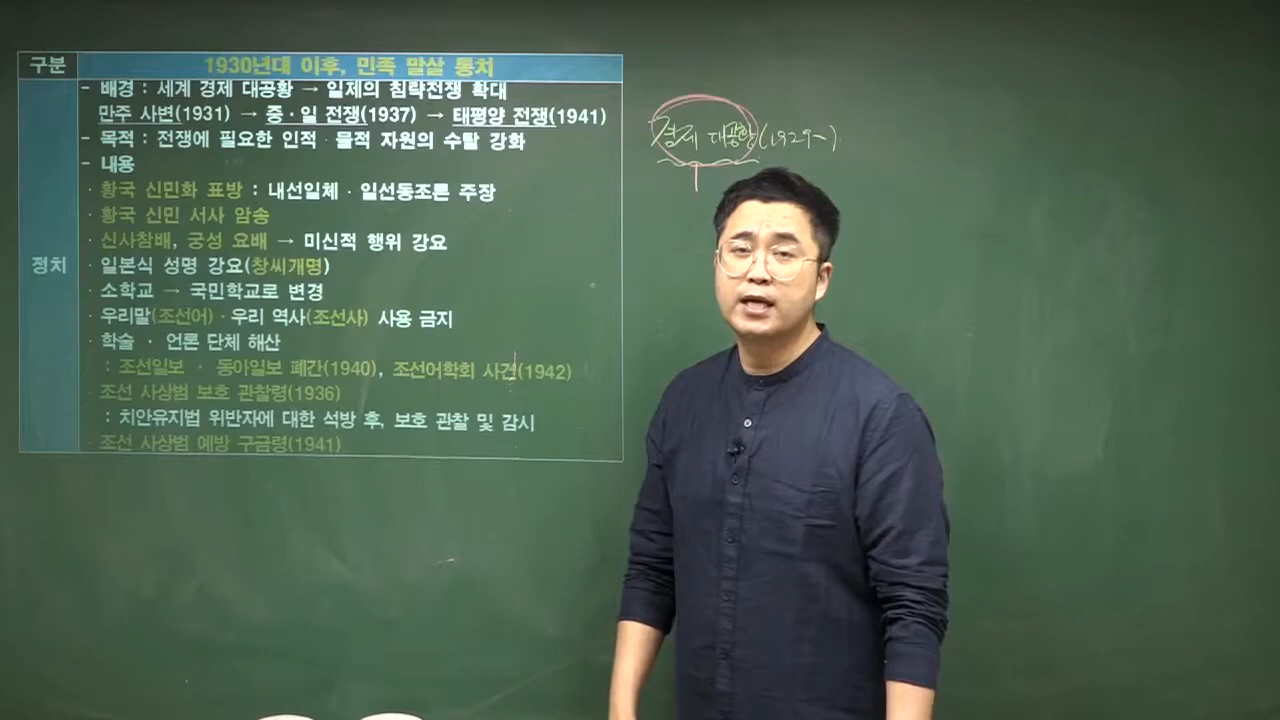 구분
1930년대 이후, 민족 말살 통치
정치
- 배경 : 세계 경제 대공황 → 일제의 침략전쟁 확대
만주 사변(1931) → 중·일 전쟁(1937) → 태평양 전쟁(1941)
- 목적 : 전쟁에 필요한 인적·물적 자원의 수탈 강화
- 내용
· 황국 신민화 표방 : 내선일체·일선동조론 주장
· 황국 신민 서사 암송
· 신사참배, 궁성 요배 → 미신적 행위 강요
· 일본식 성명 강요(창씨개명)
· 소학교 → 국민학교로 변경
· 우리말(조선어)·우리 역사(조선사) 사용 금지
· 학술·언론 단체 해산
: 조선일보·동아일보 폐간(1940), 조선어학회 사건(1942)
· 조선 사상범 보호 관찰령(1936)
: 치안유지법 위반자에 대한 석방 후, 보호 관찰 및 감시
· 조선 사상범 예방 구금령(1941)
경제 대공황(1929~)